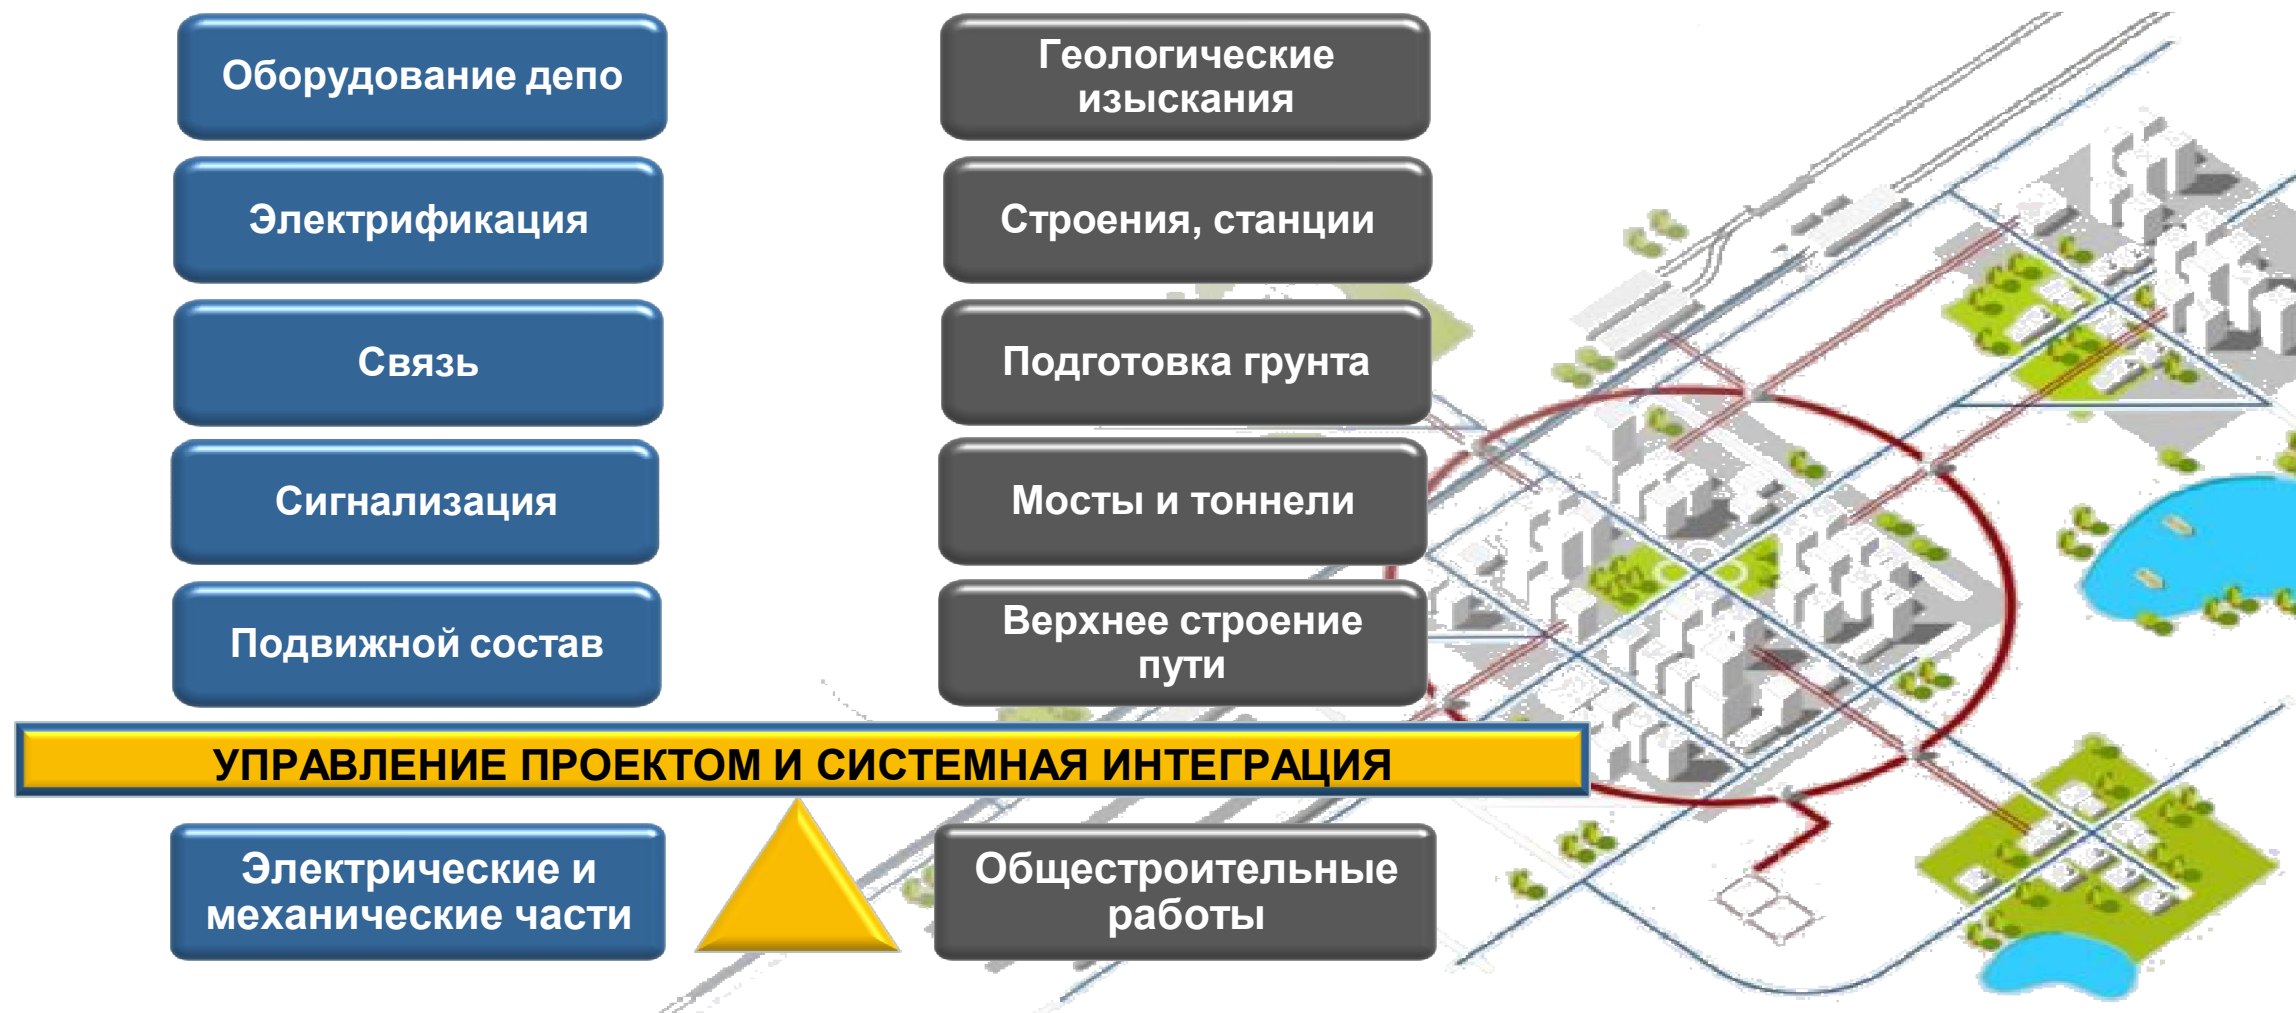 Оборудование депо
Электрификация
Связь
Сигнализация
Подвижной состав
Геологические
изыскания
Строения, станции
Подготовка грунта
Мосты и тоннели
Верхнее строение
пути
УПРАВЛЕНИЕ ПРОЕКТОМ И СИСТЕМНАЯ ИНТЕГРАЦИЯ
Электрические и
механические части
Общестроительные
работы